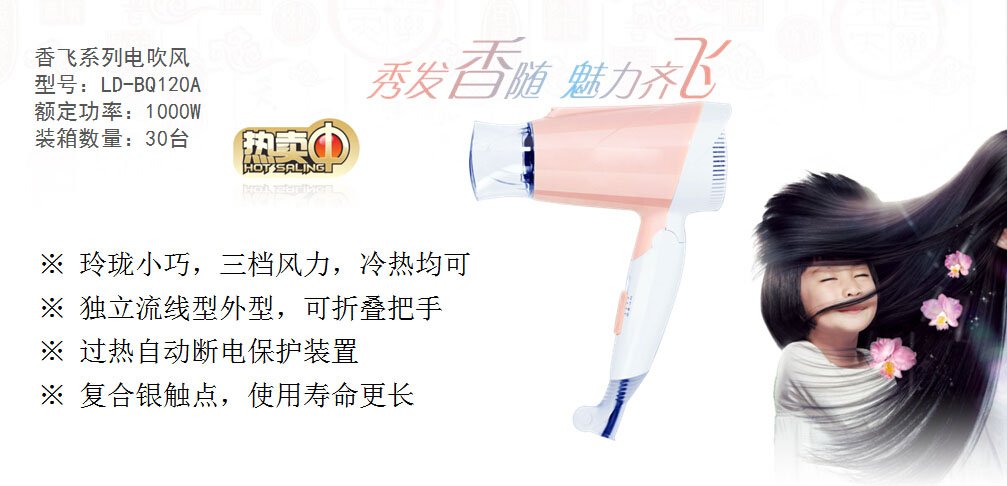 香飞系列电吹风
型号：LD-BQ120A
额定功率：1000W
装箱数量：30台
秀发香随 魅力齐飞
热卖中
HOT SALING
※ 玲珑小巧，三档风力，冷热均可
※ 独立流线型外型，可折叠把手
※ 过热自动断电保护装置
※ 复合银触点，使用寿命更长